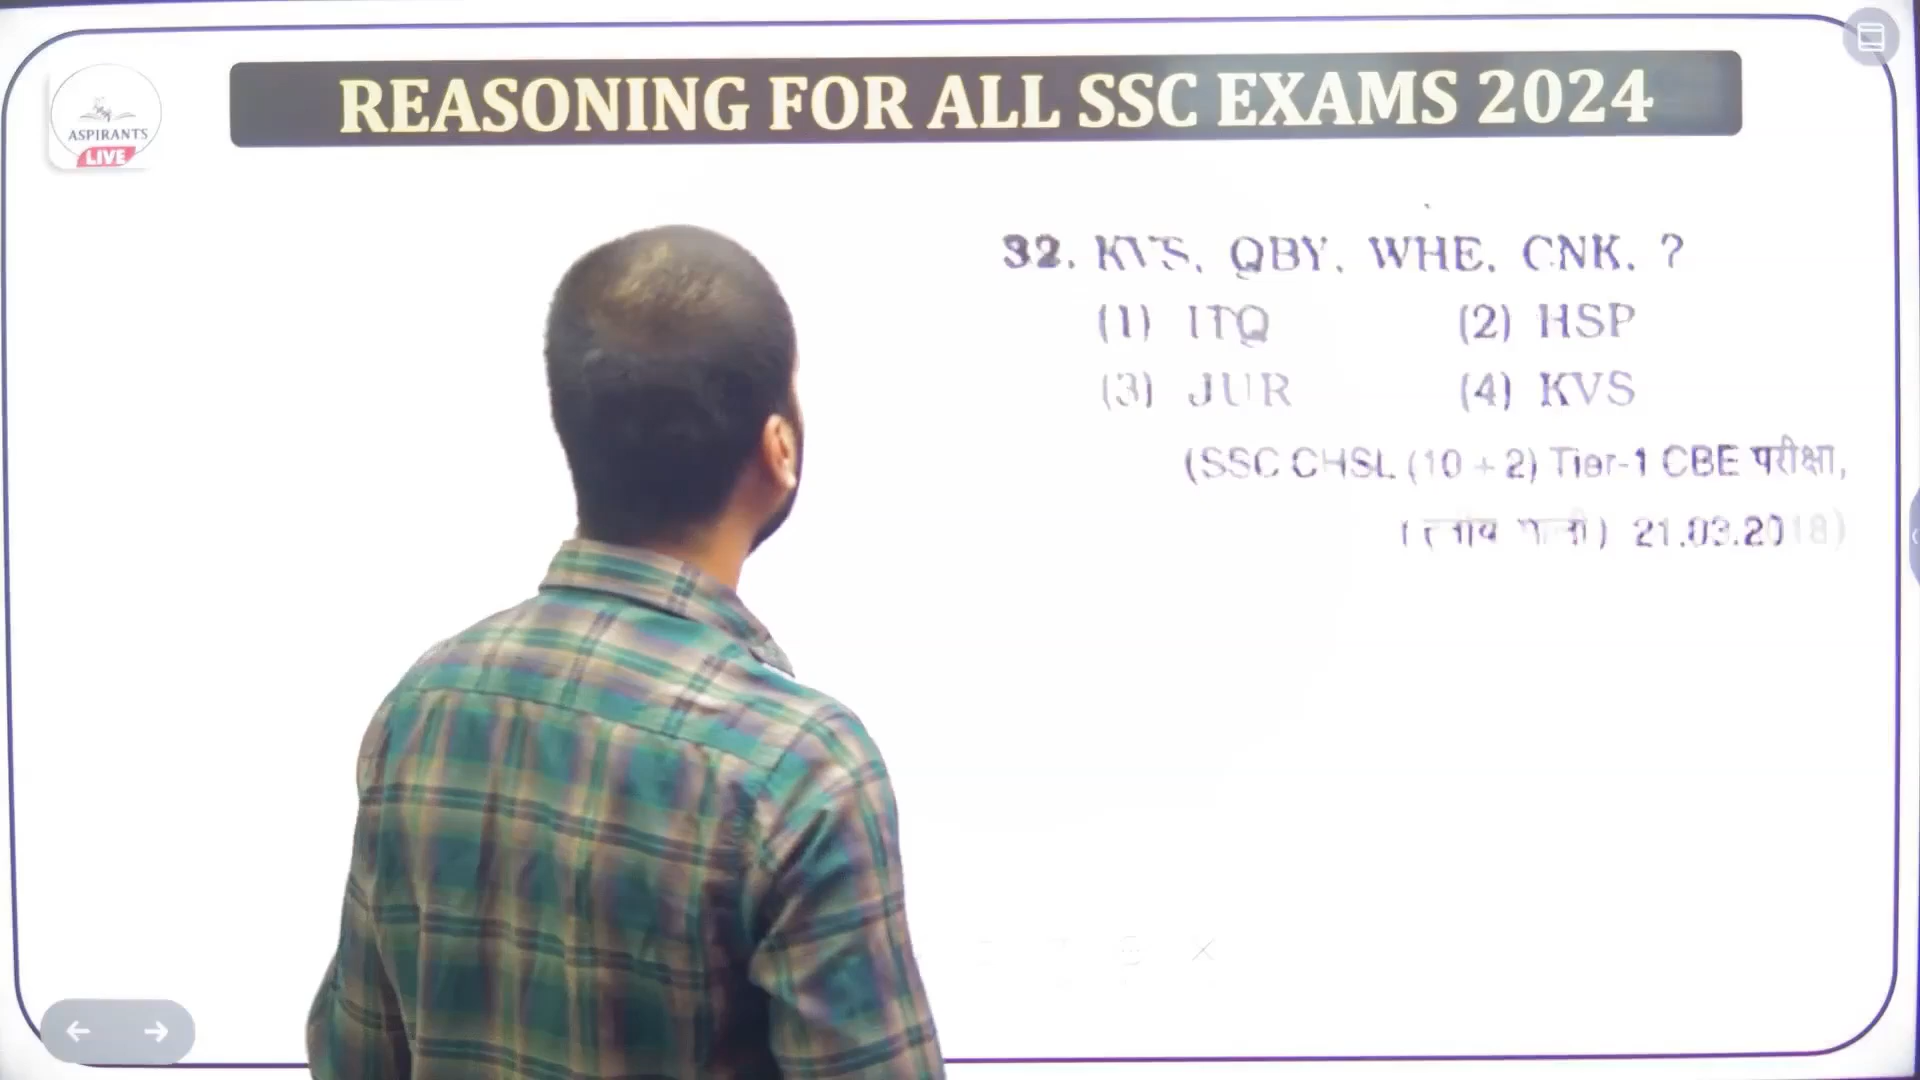 REASONING FOR ALL SSC EXAMS 2024
ASPIRANTS
LIVE
32. KVS, QBY, WHE, CNK, ?
(1) ITQ (2) HSP
(3) JUR (4) KVS
(SSC CHSL (10 + 2) Tier-1 CBE परीक्षा,
21.03.2018)